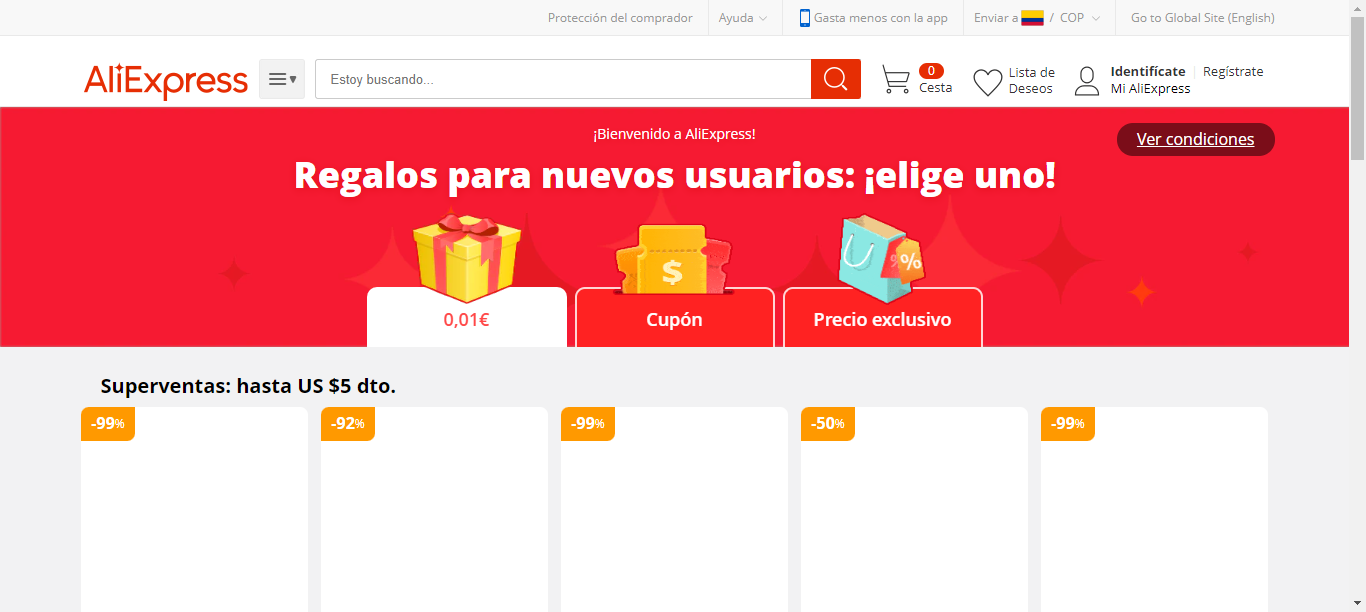 Protección del comprador
Ayuda
Gasta menos con la app
Enviar a / COP
Go to Global Site (English)
AliExpress
Estoy buscando...
0
Cesta
Lista de
Deseos
Identifícate
Regístrate
Mi AliExpress
¡Bienvenido a AliExpress!
Ver condiciones
Regalos para nuevos usuarios: ¡elige uno!
$
%
%
0,01€
Cupón
Precio exclusivo
Superventas: hasta US $5 dto.
-99%
-92%
-99%
-50%
-99%